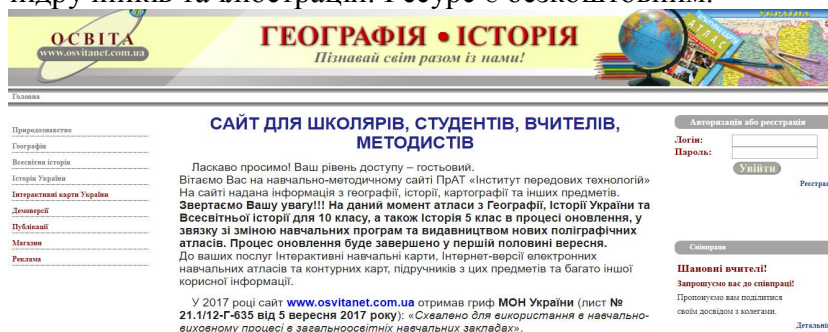 підручників та ілюстрацій. Ресурс є безкоштовним.
ОСВІТА
www.osvitanet.com.ua
ГЕОГРАФІЯ • ІСТОРІЯ
Пізнавай світ разом із нами!
УКРАЇНА
АТЛАС
Головна
Природознавство
Географія
Всесвітня історія
Історія України
Інтерактивні карти України
Демоверсії
Публікації
Магазин
Реклама
САЙТ ДЛЯ ШКОЛЯРІВ, СТУДЕНТІВ, ВЧИТЕЛІВ,
МЕТОДИСТІВ
Ласкаво просимо! Ваш рівень доступу – гостьовий.
Вітаємо Вас на навчально-методичному сайті ПрАТ «Інститут передових технологій»
На сайті надана інформація з географії, історії, картографії та інших предметів.
Звертаємо Вашу увагу!!! На даний момент атласи з Географії, Історії України та
Всесвітньої історії для 10 класу, а також Історія 5 клас в процесі оновлення, у
звязку зі зміною навчальних програм та видавництвом нових поліграфічних
атласів. Процес оновлення буде завершено у першій половині вересня.
До ваших послуг Інтерактивні навчальні карти, Інтернет-версії електронних
навчальних атласів та контурних карт, підручників з цих предметів та багато іншої
корисної інформації.
У 2017 році сайт www.osvitanet.com.ua отримав гриф МОН України (лист №
21.1/12-Г-635 від 5 вересня 2017 року): «Схвалено для використання в навчально-
виховному процесі в загальноосвітніх навчальних закладах».
Авторизація або реєстрація
Логін:
Пароль:
Увійти
Реєстрац
Співпраця
Шановні вчителі!
Запрошуємо вас до співпраці!
Пропонуємо вам поділитися
своїм досвідом з колегами.
Детальні